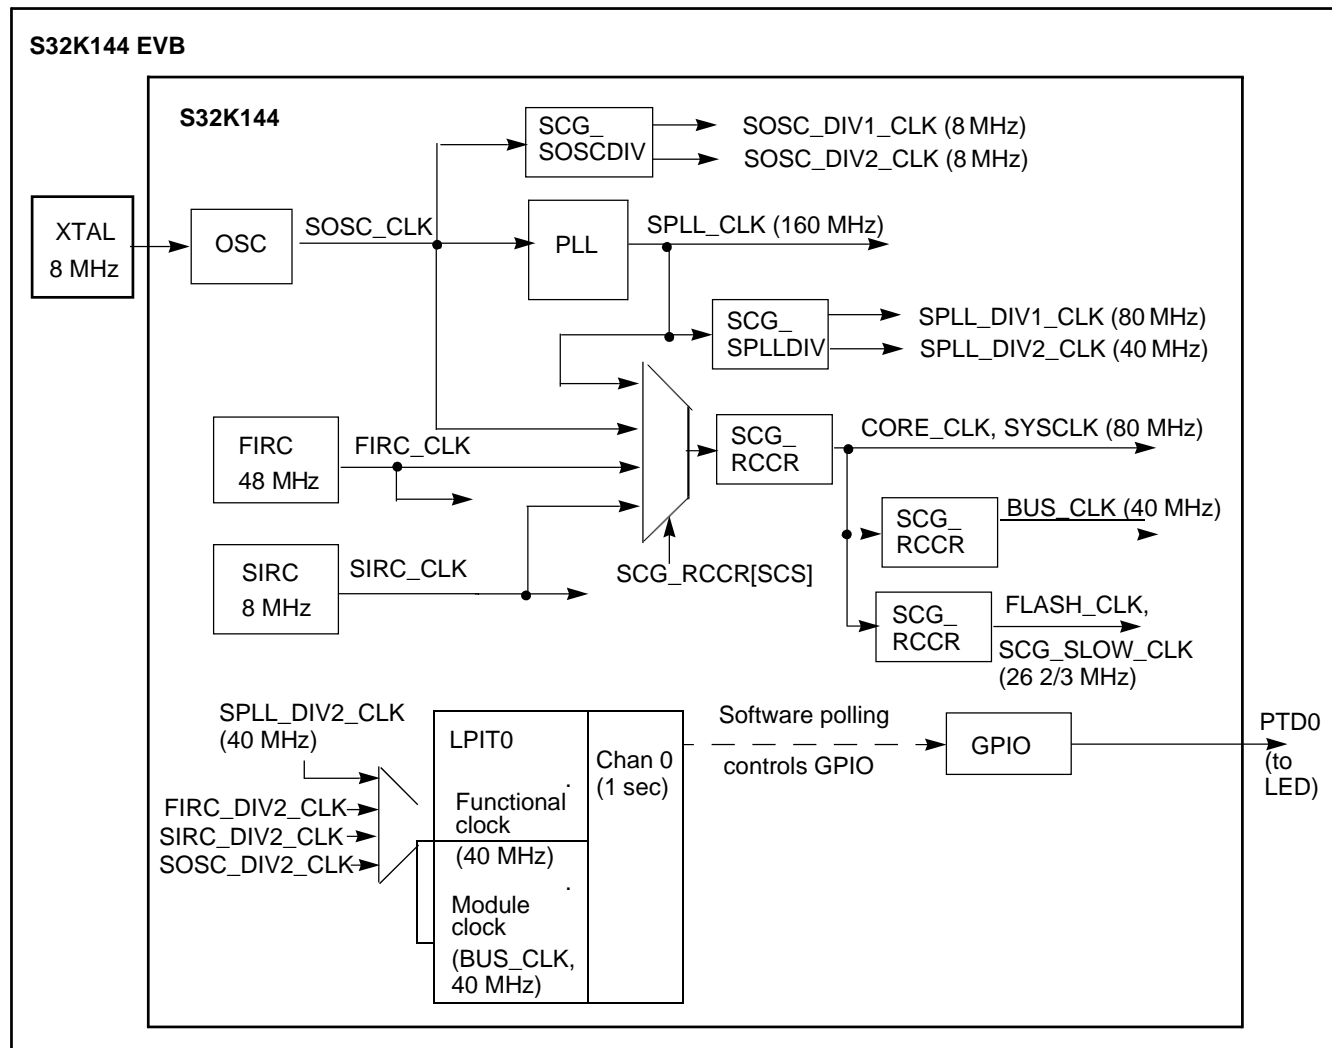 S32K144 EVB
S32K144
SCG_
SOSCDIV
SOSC_DIV1_CLK (8 MHz)
SOSC_DIV2_CLK (8 MHz)
XTAL
8 MHz
OSC
SOSC_CLK
PLL
SPLL_CLK (160 MHz)
SCG_
SPLLDIV
SPLL_DIV1_CLK (80 MHz)
SPLL_DIV2_CLK (40 MHz)
FIRC
48 MHz
FIRC_CLK
SCG_
RCCR
CORE_CLK, SYSCLK (80 MHz)
SCG_
RCCR
BUS_CLK (40 MHz)
SIRC
8 MHz
SIRC_CLK
SCG_RCCR[SCS]
SCG_
RCCR
FLASH_CLK,
SCG_SLOW_CLK
(26 2/3 MHz)
SPLL_DIV2_CLK
(40 MHz)
FIRC_DIV2_CLK
SIRC_DIV2_CLK
SOSC_DIV2_CLK
LPIT0
Functional
clock
(40 MHz)
Module
clock
(BUS_CLK,
40 MHz)
Chan 0
(1 sec)
Software polling
controls GPIO
GPIO
PTD0
(to
LED)